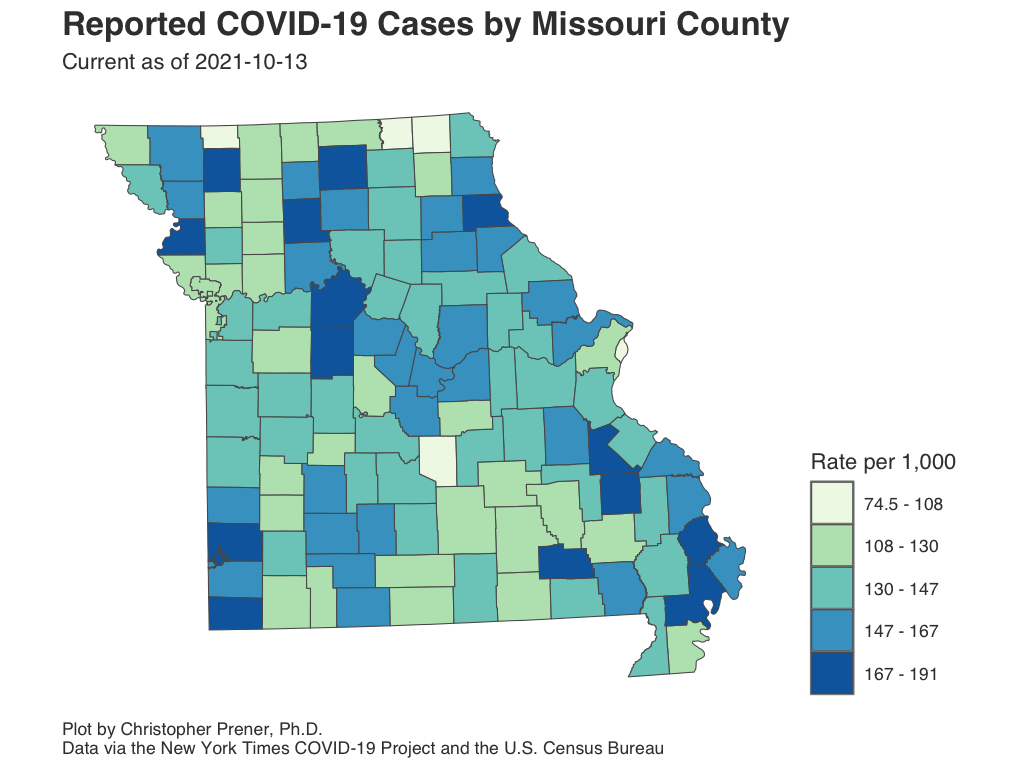 Reported COVID-19 Cases by Missouri County
Current as of 2021-10-13
Rate per 1,000
74.5 - 108
108 - 130
130 - 147
147 - 167
167 - 191
Plot by Christopher Prener, Ph.D.
Data via the New York Times COVID-19 Project and the U.S. Census Bureau